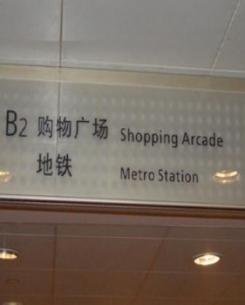 B2 购物广场 Shopping Arcade
地铁 Metro Station